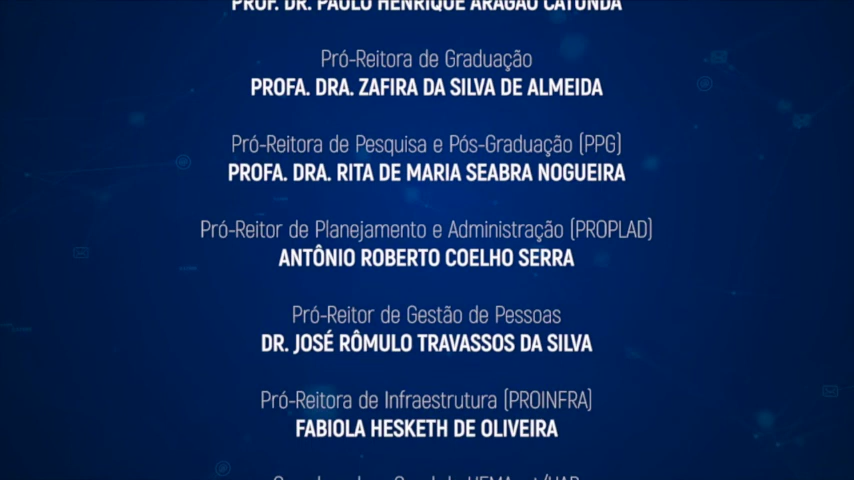 PROF. DR. PAULO HENRIQUE ARAGÃO CATUNDA
Pró-Reitora de Graduação
PROFA. DRA. ZAFIRA DA SILVA DE ALMEIDA
Pró-Reitora de Pesquisa e Pós-Graduação (PPG)
PROFA. DRA. RITA DE MARIA SEABRA NOGUEIRA
Pró-Reitor de Planejamento e Administração (PROPLAD)
ANTÔNIO ROBERTO COELHO SERRA
Pró-Reitor de Gestão de Pessoas
DR. JOSÉ RÔMULO TRAVASSOS DA SILVA
Pró-Reitora de Infraestrutura (PROINFRA)
FABIOLA HESKETH DE OLIVEIRA